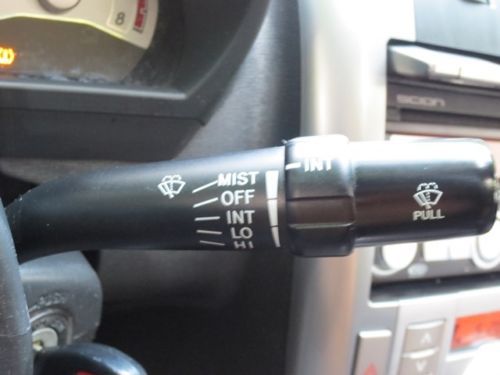 8
SCION
MIST
OFF
INT
LO
HI
INT
PULL